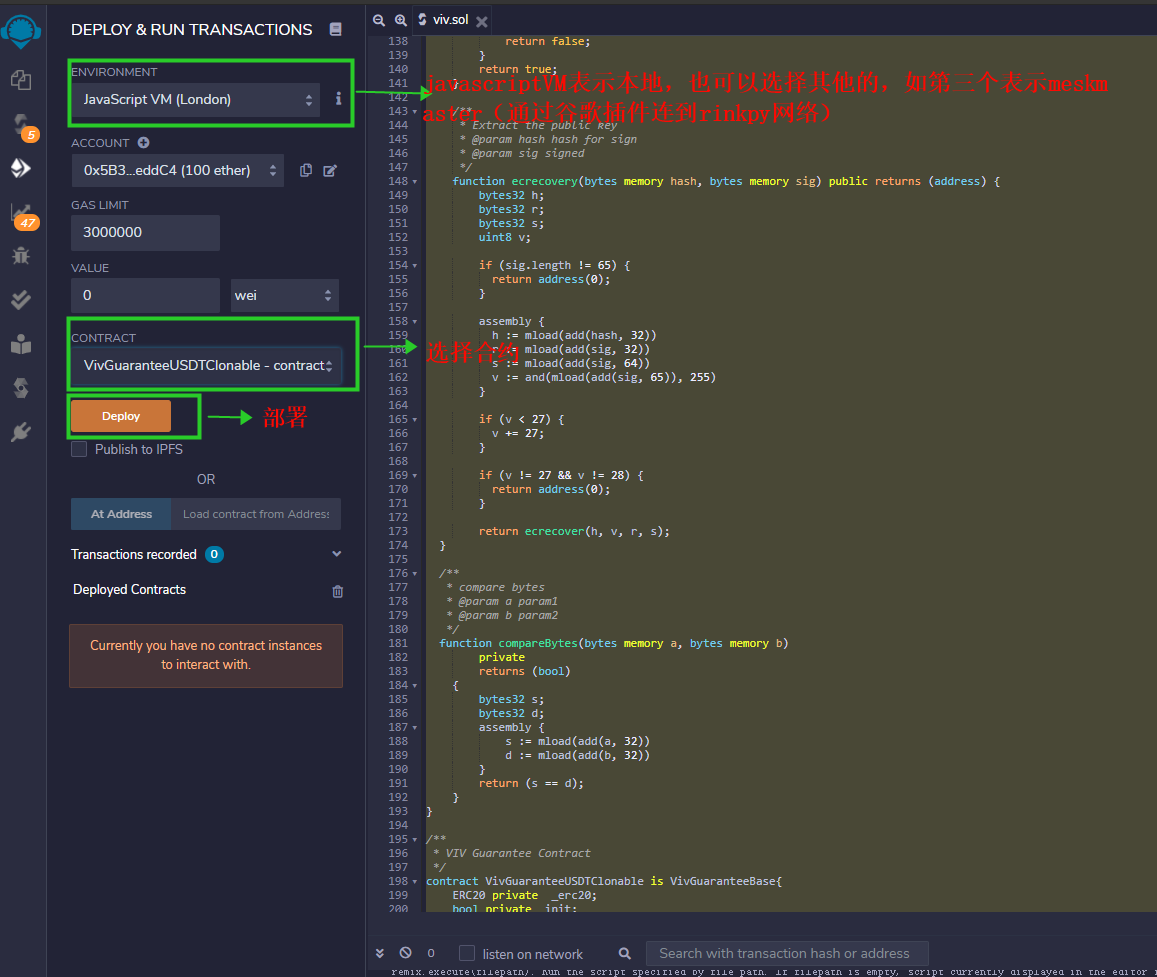 DEPLOY & RUN TRANSACTIONS
ENVIRONMENT
JavaScript VM (London)
ACCOUNT
0x5B3...eddC4 (100 ether)
GAS LIMIT
3000000
VALUE
0
wei
CONTRACT
VivGuaranteeUSDTClonable - contract
Deploy
部署
Publish to IPFS
OR
At Address
Load contract from Address
Transactions recorded 0
Deployed Contracts
Currently you have no contract instances
to interact with.
5
47
viv.sol
javascriptVM表示本地，也可以选择其他的，如第三个表示meskm
aster（通过谷歌插件连到rinkpy网络）
选择合约
138 return false;
139 }
140 return true;
141 }
142
143 /**
144 * Extract the public key
145 * @param hash hash for sign
146 * @param sig signed
147 */
148 function ecrecovery(bytes memory hash, bytes memory sig) public returns (address) {
149 bytes32 h;
150 bytes32 r;
151 bytes32 s;
152 uint8 v;
153
154 if (sig.length != 65) {
155 return address(0);
156 }
157
158 assembly {
159 h := mload(add(hash, 32))
160 r := mload(add(sig, 32))
161 s := mload(add(sig, 64))
162 v := and(mload(add(sig, 65)), 255)
163 }
164
165 if (v < 27) {
166 v += 27;
167 }
168
169 if (v != 27 && v != 28) {
170 return address(0);
171 }
172
173 return ecrecover(h, v, r, s);
174 }
175
176 /**
177 * compare bytes
178 * @param a param1
179 * @param b param2
180 */
181 function compareBytes(bytes memory a, bytes memory b)
182 private
183 returns (bool)
184 {
185 bytes32 s;
186 bytes32 d;
187 assembly {
188 s := mload(add(a, 32))
189 d := mload(add(b, 32))
190 }
191 return (s == d);
192 }
193 }
194
195 /**
196 * VIV Guarantee Contract
197 */
198 contract VivGuaranteeUSDTClonable is VivGuaranteeBase{
199 ERC20 private _erc20;
200 bool private _init;
0
listen on network
Search with transaction hash or address
remix.execute(filepath): Run the script specified by file path. If filepath is empty, script currently displayed in the editor